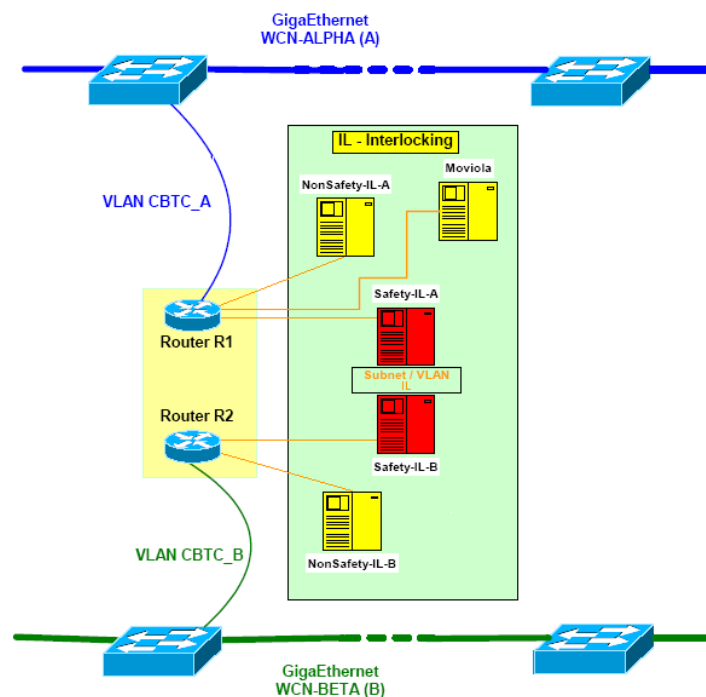 GigaEthernet
WCN-ALPHA (A)
IL - Interlocking
Moviola
NonSafety-IL-A
VLAN CBTC_A
Safety-IL-A
Router R1
Subnet / VLAN
IL
Router R2
Safety-IL-B
VLAN CBTC_B
NonSafety-IL-B
GigaEthernet
WCN-BETA (B)